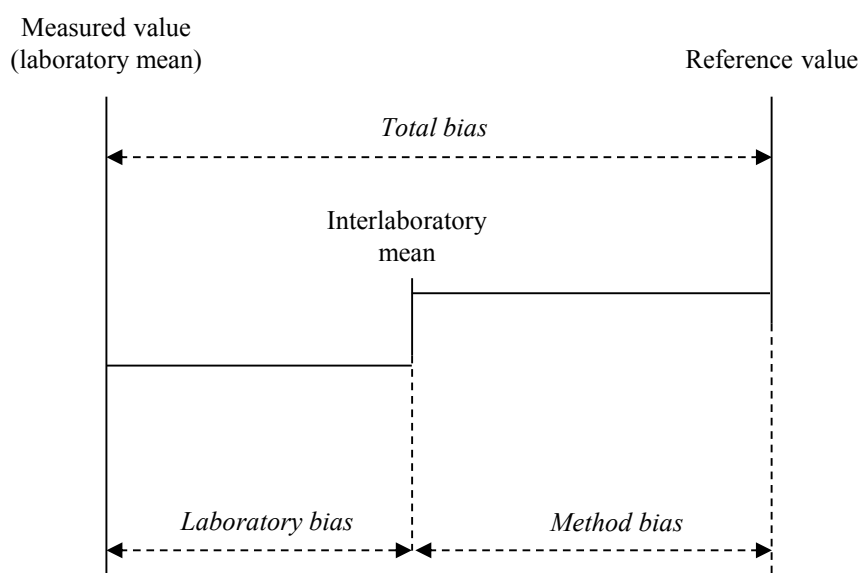 Measured value
(laboratory mean)
Reference value
Total bias
Interlaboratory
mean
Laboratory bias
Method bias